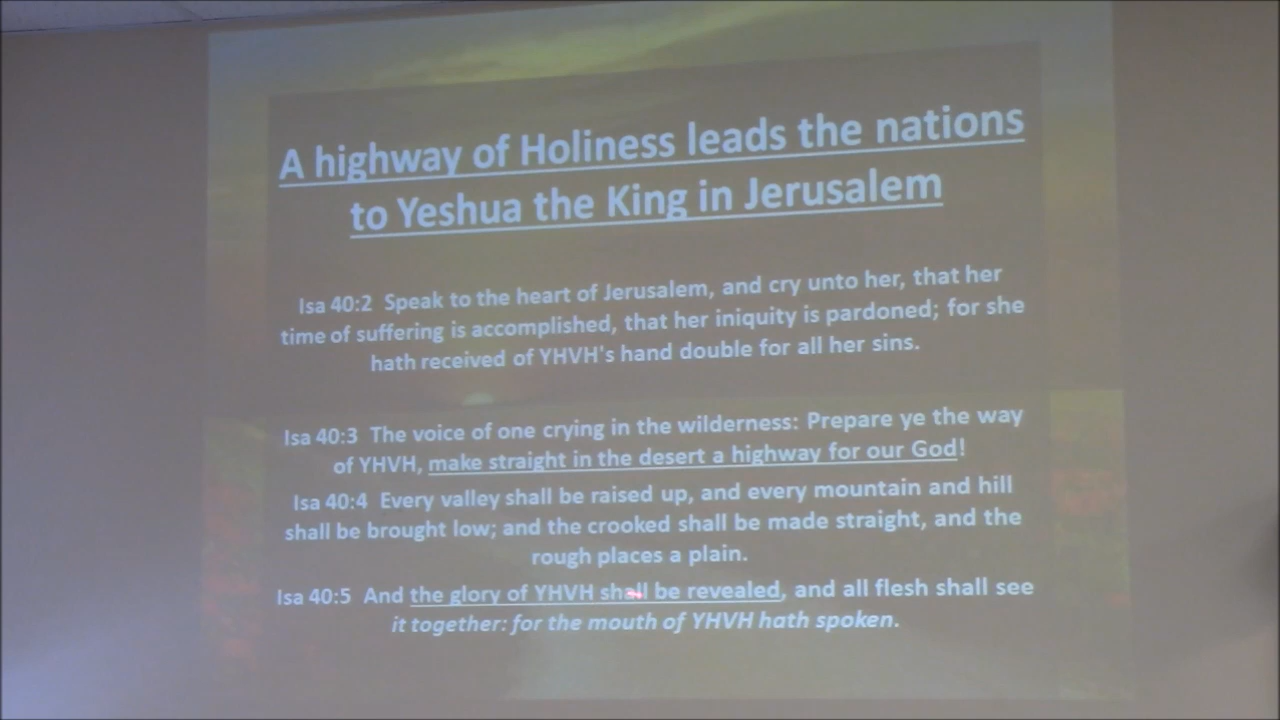 A highway of Holiness leads the nations
to Yeshua the King in Jerusalem
Isa 40:2 Speak to the heart of Jerusalem, and cry unto her, that her
time of suffering is accomplished, that her iniquity is pardoned; for she
hath received of YHVH's hand double for all her sins.
Isa 40:3 The voice of one crying in the wilderness: Prepare ye the way
of YHVH, make straight in the desert a highway for our God!
Isa 40:4 Every valley shall be raised up, and every mountain and hill
shall be brought low; and the crooked shall be made straight, and the
rough places a plain.
Isa 40:5 And the glory of YHVH shall be revealed, and all flesh shall see
it together: for the mouth of YHVH hath spoken.